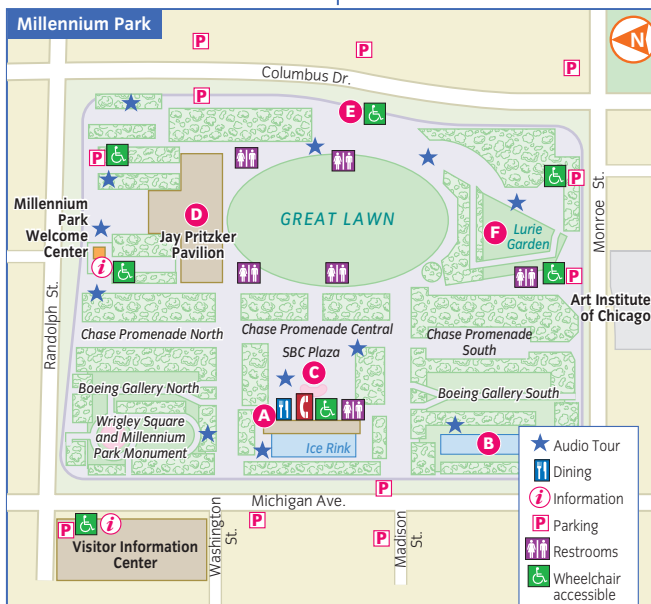 Millennium Park
N
P
P
P
Columbus Dr.
P
E
P
P
Millennium
Park
Welcome
Center
D
Jay Pritzker
Pavilion
GREAT LAWN
F
Lurie
Garden
Monroe St.
i
P
Art Institute
of Chicago
Randolph St.
Chase Promenade North
Chase Promenade Central
Chase Promenade
South
SBC Plaza
C
Boeing Gallery North
Boeing Gallery South
A
Wrigley Square
and Millennium
Park Monument
Ice Rink
B
Audio Tour
Dining
i Information
P Parking
Restrooms
Wheelchair
accessible
P
Michigan Ave.
P
i
P
P
Visitor Information
Center
Washington
St.
Madison
St.